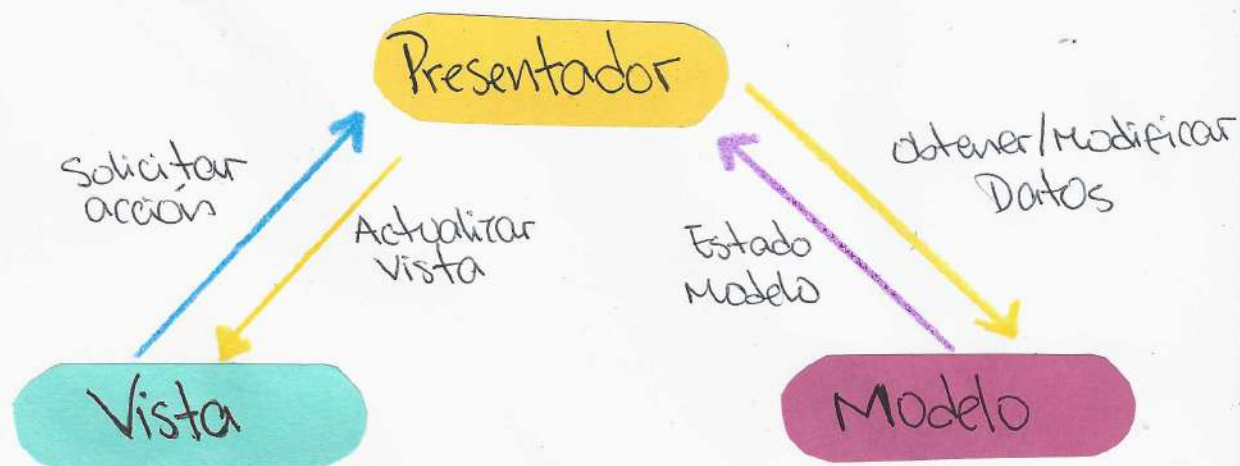 Presentador
Solicitar
acción
Actualizar
Vista
Estado
Modelo
Obtener/Modificar
Datos
Vista
Modelo